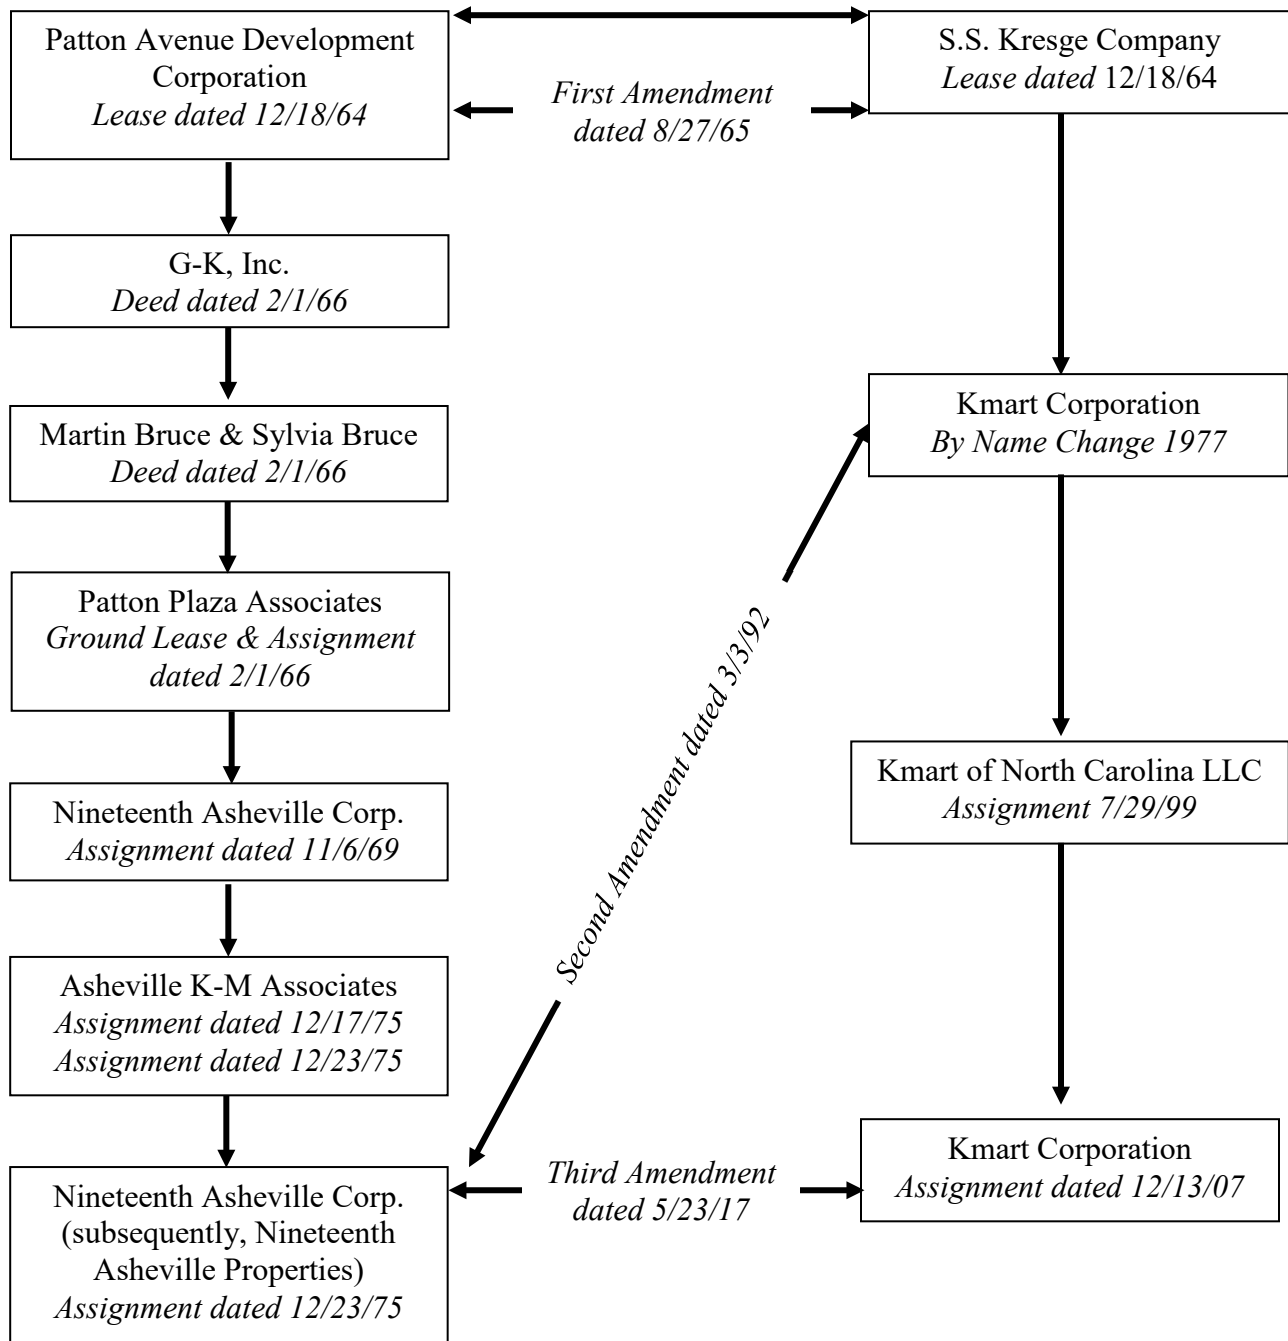 Patton Avenue Development
Corporation
Lease dated 12/18/64
First Amendment
dated 8/27/65
S.S. Kresge Company
Lease dated 12/18/64
G-K, Inc.
Deed dated 2/1/66
Martin Bruce & Sylvia Bruce
Deed dated 2/1/66
Kmart Corporation
By Name Change 1977
Patton Plaza Associates
Ground Lease & Assignment
dated 2/1/66
Second Amendment dated 3/3/92
Nineteenth Asheville Corp.
Assignment dated 11/6/69
Kmart of North Carolina LLC
Assignment 7/29/99
Asheville K-M Associates
Assignment dated 12/17/75
Assignment dated 12/23/75
Nineteenth Asheville Corp.
(subsequently, Nineteenth
Asheville Properties)
Assignment dated 12/23/75
Third Amendment
dated 5/23/17
Kmart Corporation
Assignment dated 12/13/07